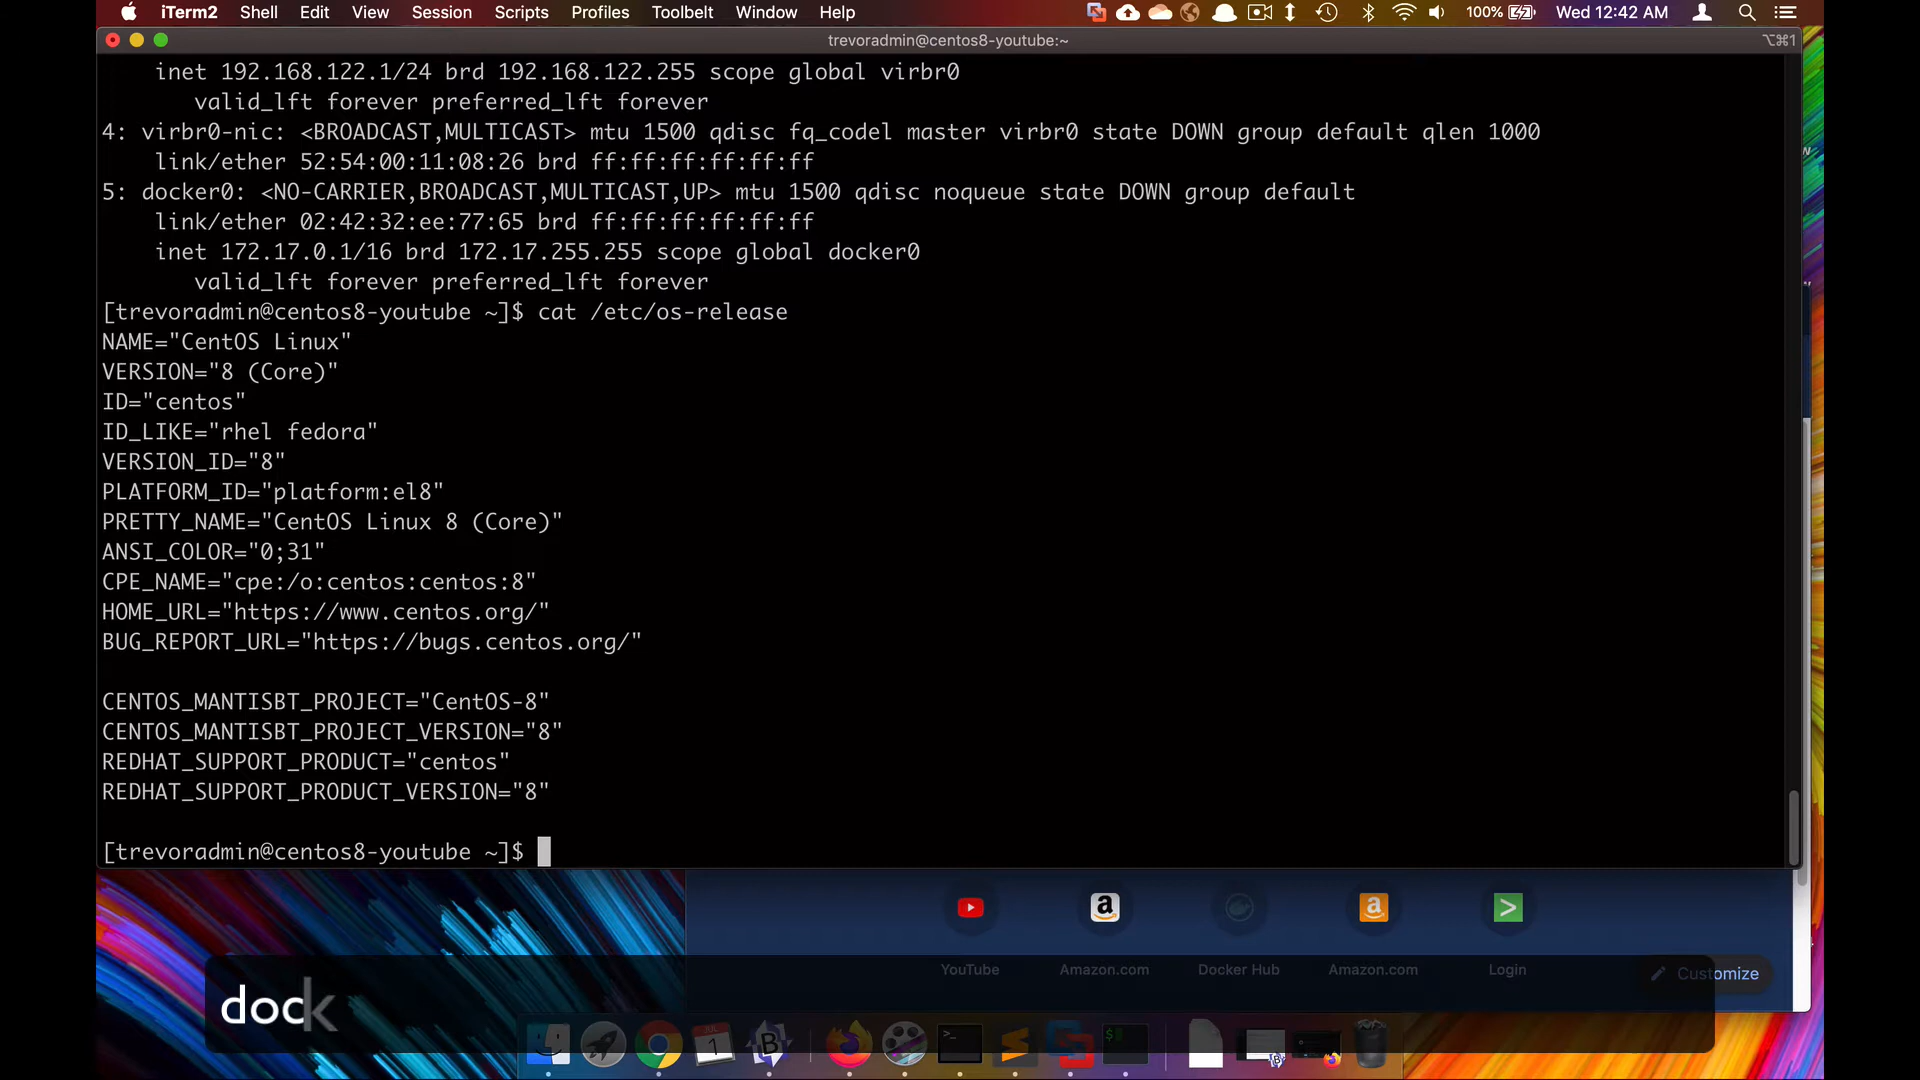 iTerm2 Shell Edit View Session Scripts Profiles Toolbelt Window Help 100% Wed 12:42 AM
trevoradmin@centos8-youtube:~ ⌥⌘1
inet 192.168.122.1/24 brd 192.168.122.255 scope global virbr0
valid_lft forever preferred_lft forever
4: virbr0-nic: <BROADCAST,MULTICAST> mtu 1500 qdisc fq_codel master virbr0 state DOWN group default qlen 1000
link/ether 52:54:00:11:08:26 brd ff:ff:ff:ff:ff:ff
5: docker0: <NO-CARRIER,BROADCAST,MULTICAST,UP> mtu 1500 qdisc noqueue state DOWN group default
link/ether 02:42:32:ee:77:65 brd ff:ff:ff:ff:ff:ff
inet 172.17.0.1/16 brd 172.17.255.255 scope global docker0
valid_lft forever preferred_lft forever
[trevoradmin@centos8-youtube ~]$ cat /etc/os-release
NAME="CentOS Linux"
VERSION="8 (Core)"
ID="centos"
ID_LIKE="rhel fedora"
VERSION_ID="8"
PLATFORM_ID="platform:el8"
PRETTY_NAME="CentOS Linux 8 (Core)"
ANSI_COLOR="0;31"
CPE_NAME="cpe:/o:centos:centos:8"
HOME_URL="https://www.centos.org/"
BUG_REPORT_URL="https://bugs.centos.org/"
CENTOS_MANTISBT_PROJECT="CentOS-8"
CENTOS_MANTISBT_PROJECT_VERSION="8"
REDHAT_SUPPORT_PRODUCT="centos"
REDHAT_SUPPORT_PRODUCT_VERSION="8"
[trevoradmin@centos8-youtube ~]$
YouTube Amazon.com Docker Hub Amazon.com Login Customize
dock
JUL
1